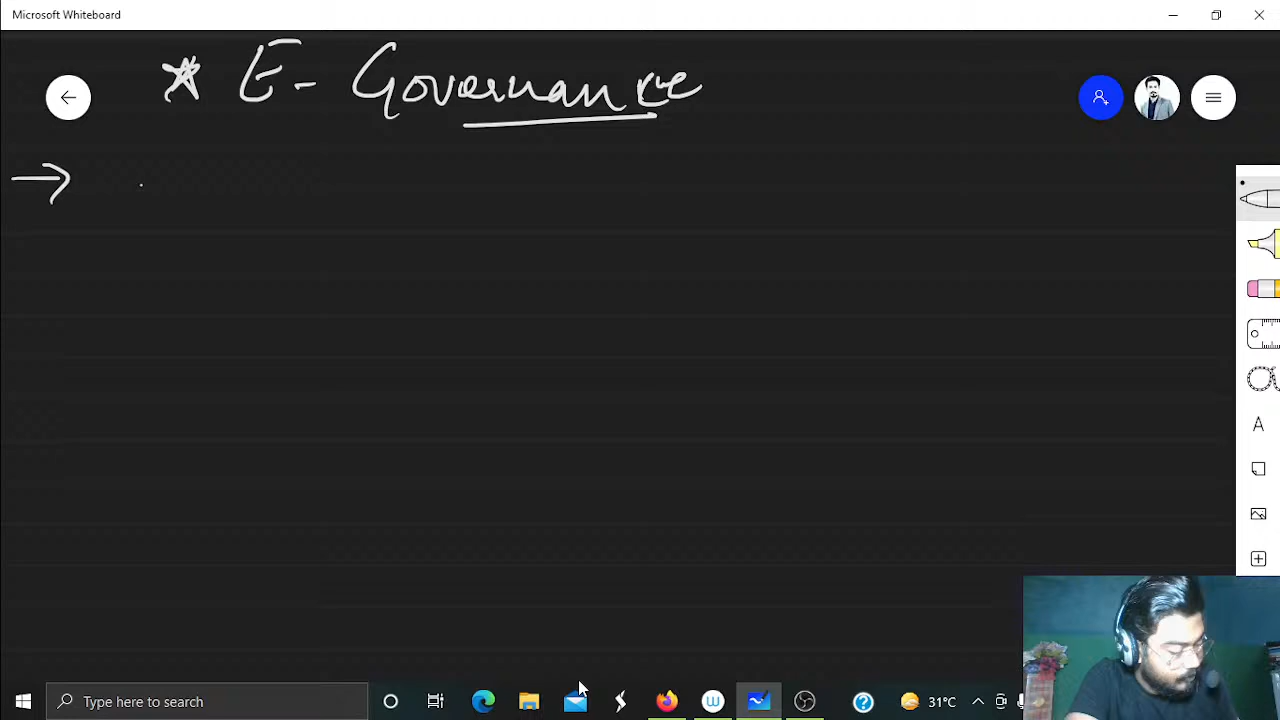 Microsoft Whiteboard
* E- Governance
→
A
Type here to search
31°C